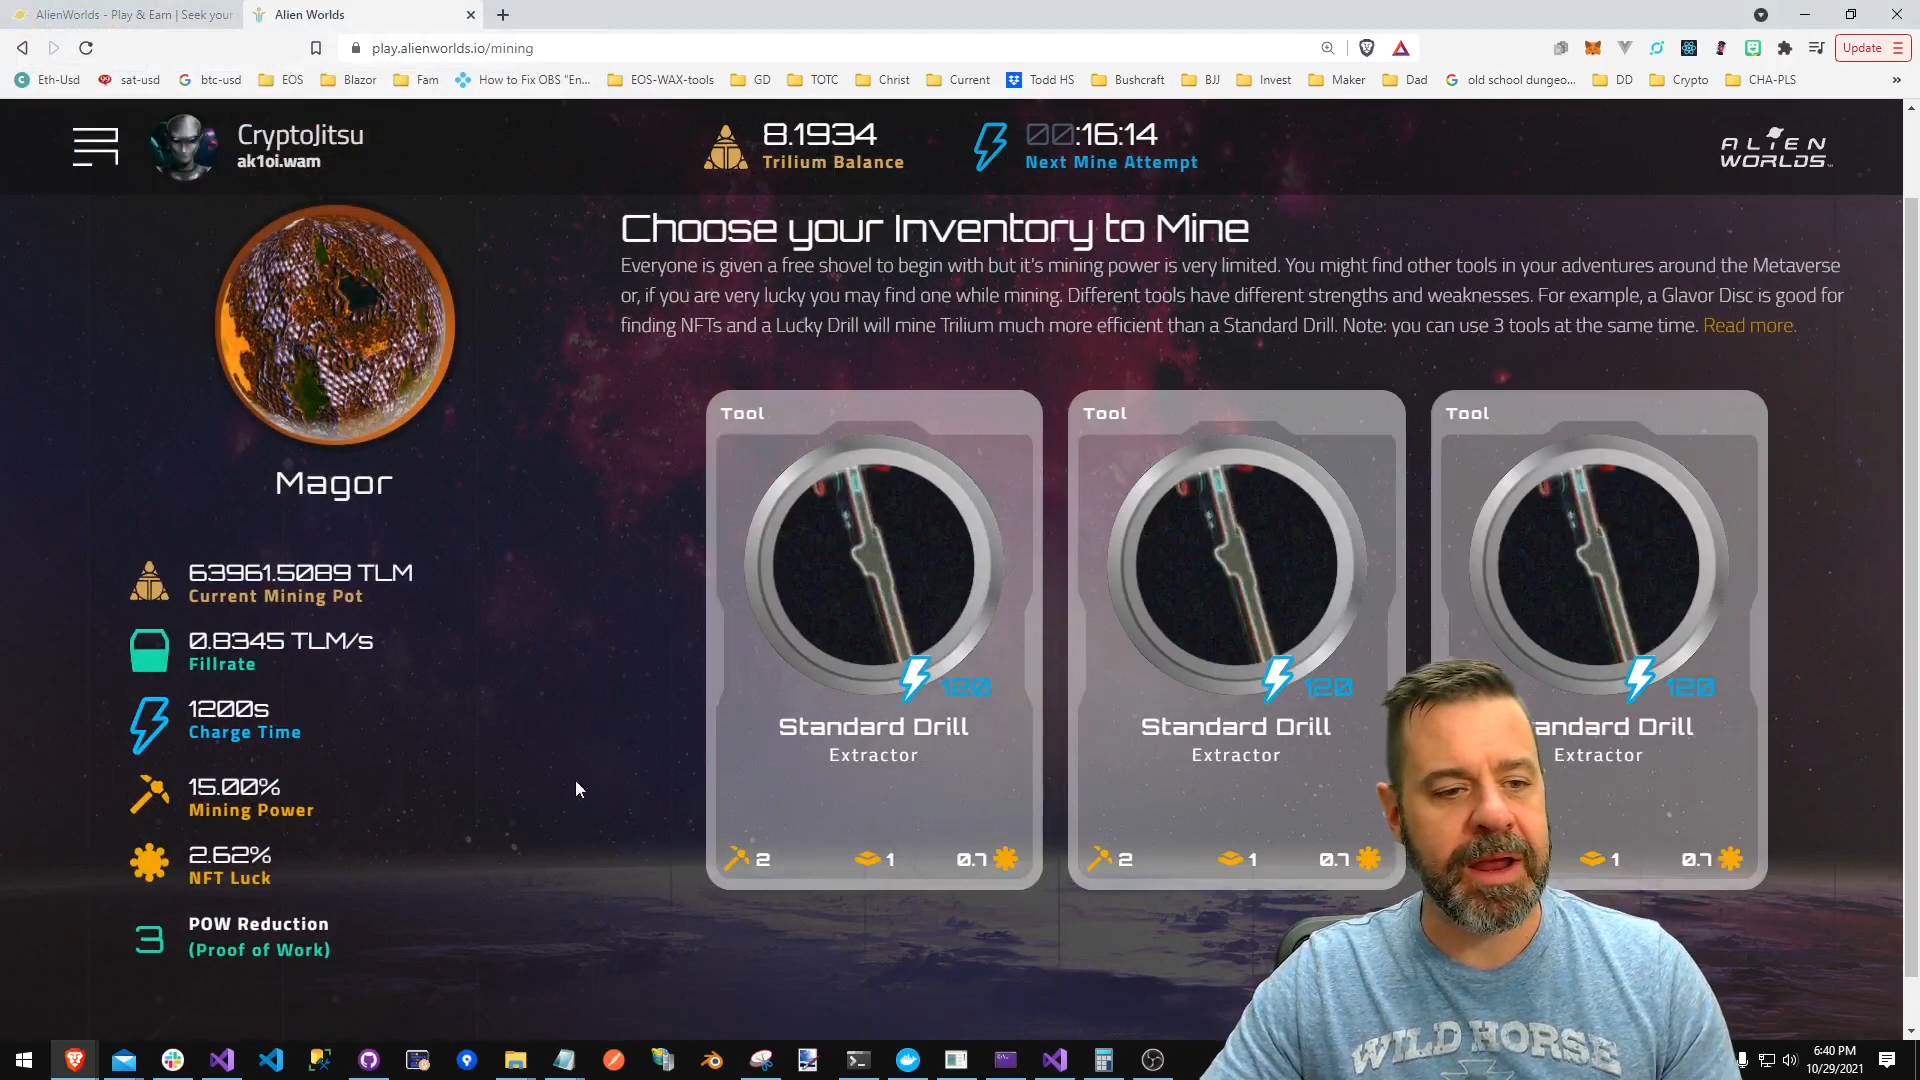 AlienWorlds - Play & Earn | Seek your
Alien Worlds
play.alienworlds.io/mining
Update
Eth-Usd
sat-usd
btc-usd
EOS
Blazor
Fam
How to Fix OBS "En...
EOS-WAX-tools
GD
TOTC
Christ
Current
Todd HS
Bushcraft
BJJ
Invest
Maker
Dad
old school dungeo...
DD
Crypto
CHA-PLS
CryptoJitsu
ak1oi.wam
8.1934
Trilium Balance
00:16:14
Next Mine Attempt
ALIEN
WORLDS
Choose your Inventory to Mine
Everyone is given a free shovel to begin with but it's mining power is very limited. You might find other tools in your adventures around the Metaverse
or, if you are very lucky you may find one while mining. Different tools have different strengths and weaknesses. For example, a Glavor Disc is good for
finding NFTs and a Lucky Drill will mine Trilium much more efficient than a Standard Drill. Note: you can use 3 tools at the same time. Read more.
Magor
63961.5089 TLM
Current Mining Pot
0.8345 TLM/s
Fillrate
1200s
Charge Time
15.00%
Mining Power
2.62%
NFT Luck
3
POW Reduction
(Proof of Work)
Tool
120
Standard Drill
Extractor
2
1
0.7
Tool
120
Standard Drill
Extractor
2
1
0.7
Tool
120
andard Drill
Extractor
1
0.7
WILD HORSE
6:40 PM
10/29/2021